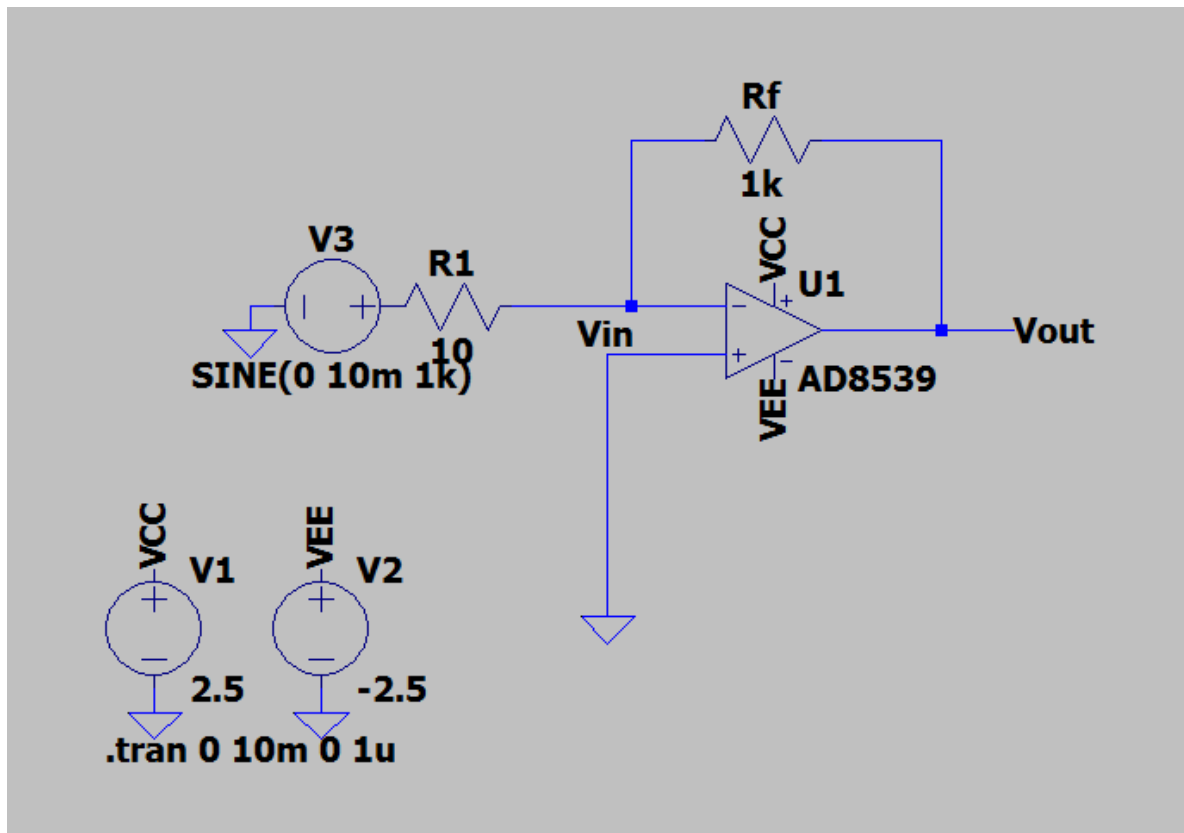 Rf
1k
V3
R1
VCC
U1
Vin
Vout
10
SINE(0 10m 1k)
AD8539
VEE
VCC
V1
VEE
V2
2.5
-2.5
.tran 0 10m 0 1u